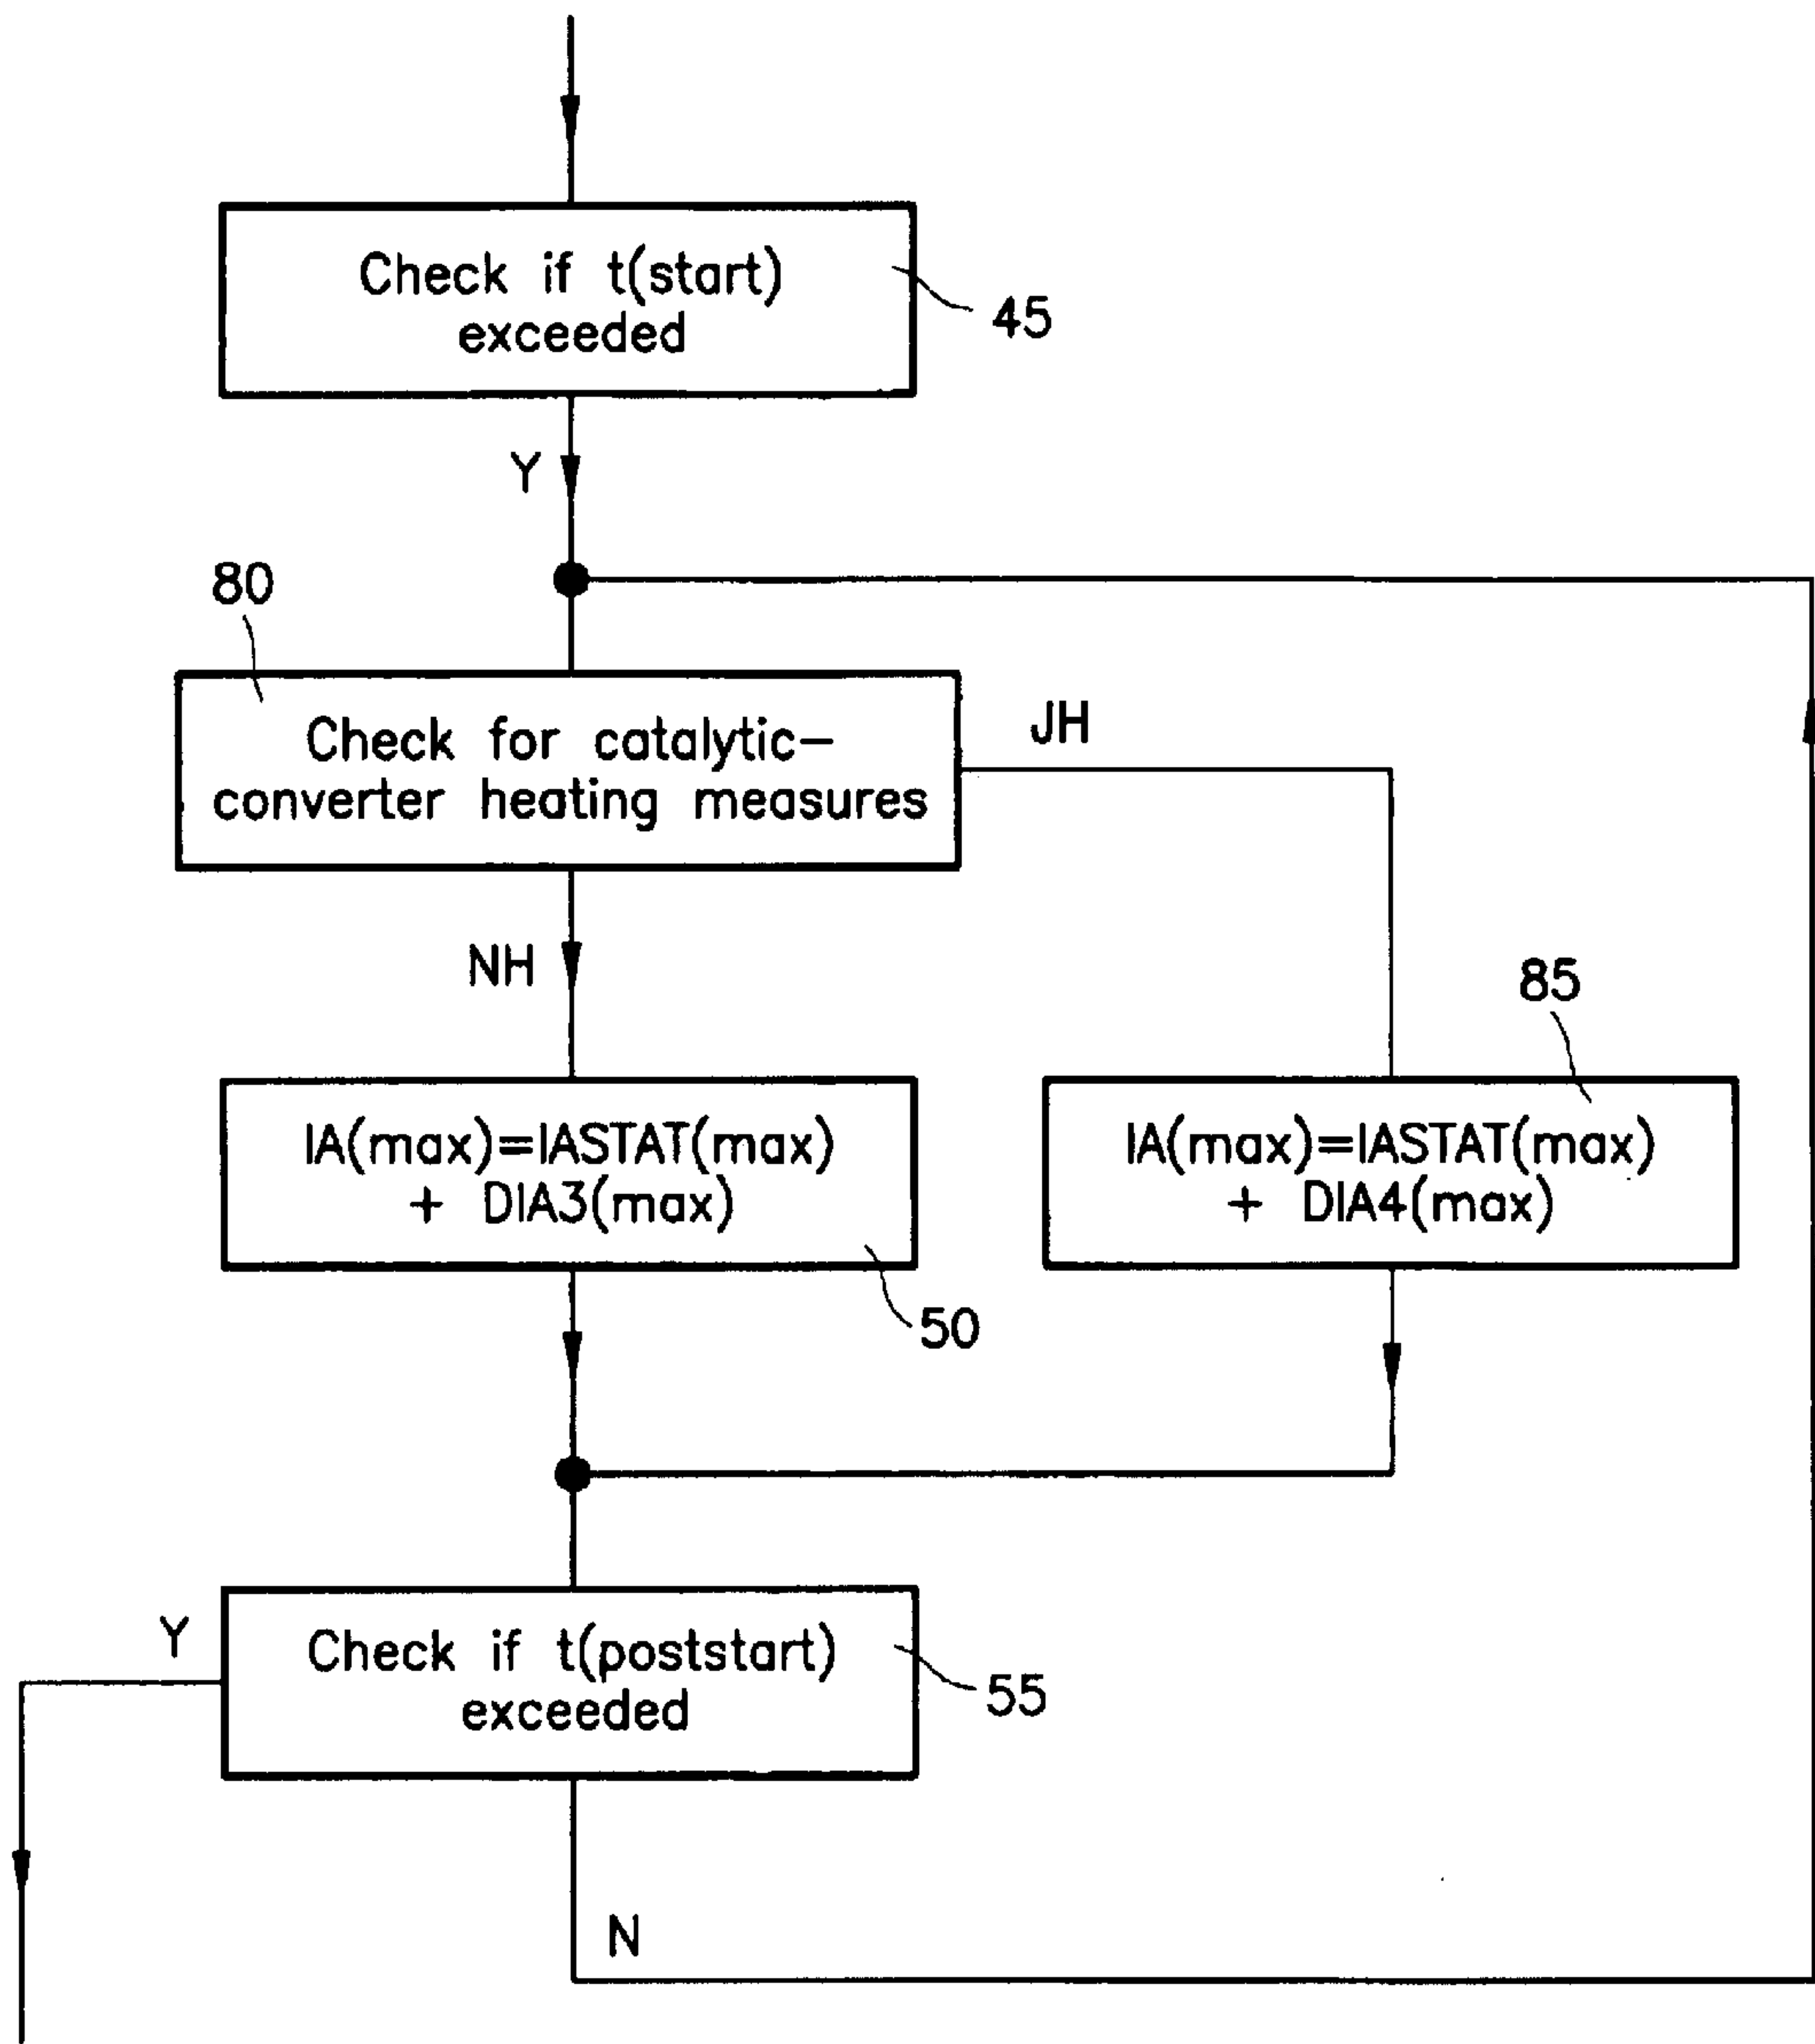 Check if t(start)
exceeded
45
Y
80
Check for catalytic-
converter heating measures
JH
NH
85
IA(max)=IASTAT(max)
+ DIA3(max)
IA(max)=IASTAT(max)
+ DIA4(max)
50
Y
Check if t(poststart)
exceeded
55
N